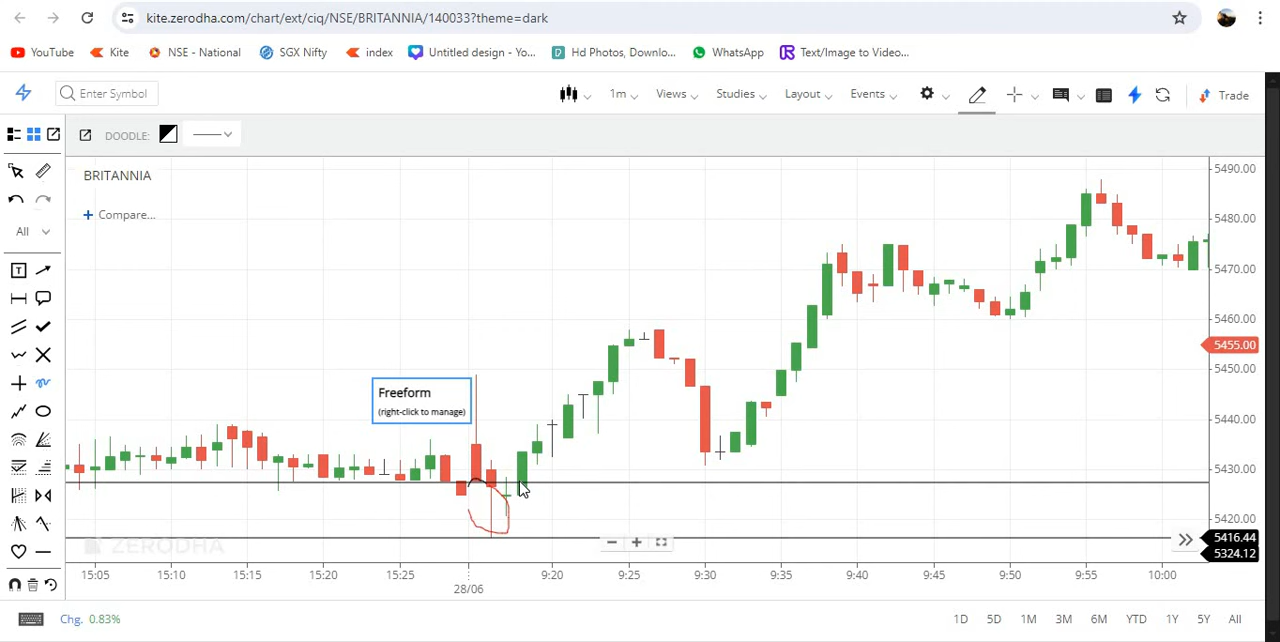 kite.zerodha.com/chart/ext/ciq/NSE/BRITANNIA/140033?theme=dark
YouTube Kite NSE - National SGX Nifty index Untitled design - Yo... Hd Photos, Downlo... WhatsApp Text/Image to Video...
Enter Symbol 1m Views Studies Layout Events Trade
DOODLE:
BRITANNIA
+ Compare...
All
T
Freeform
(right-click to manage)
5490.00
5480.00
5470.00
5460.00
5455.00
5450.00
5440.00
5430.00
5420.00
5416.44
5324.12
ZERODHA
15:05 15:10 15:15 15:20 15:25 9:20 9:25 9:30 9:35 9:40 9:45 9:50 9:55 10:00
28/06
Chg. 0.83% 1D 5D 1M 3M 6M YTD 1Y 5Y All